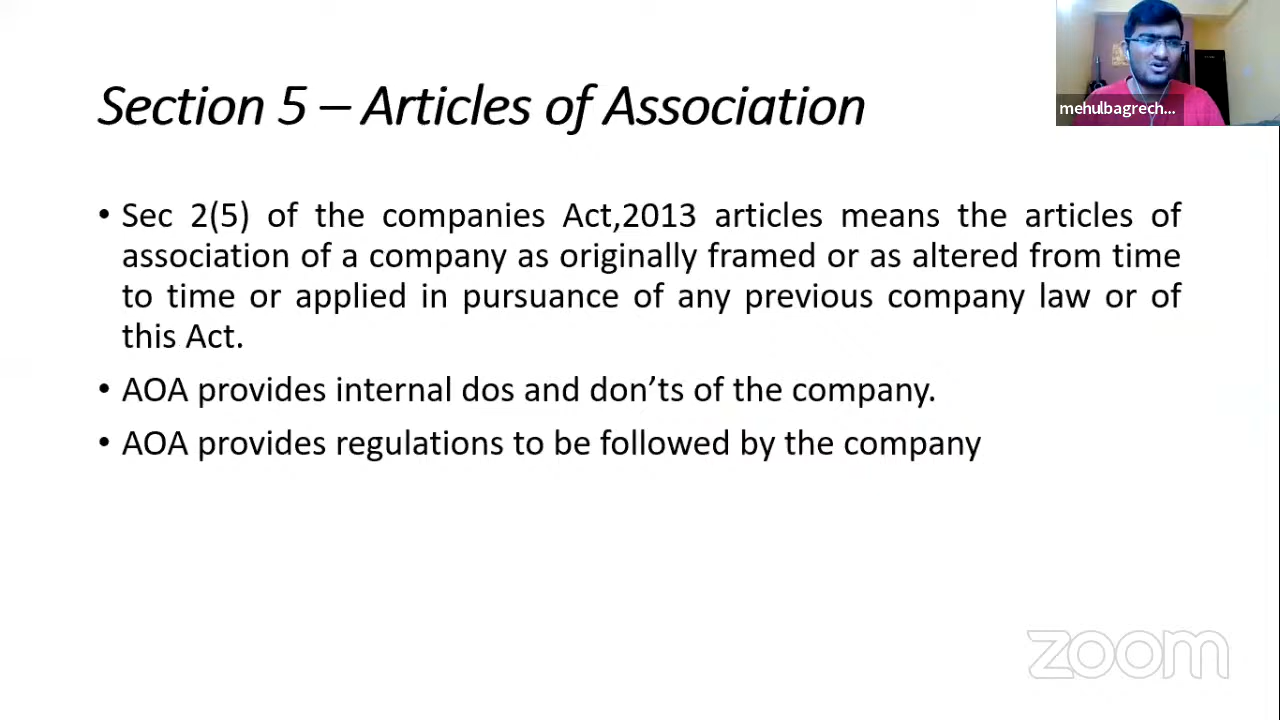 Section 5 – Articles of Association
mehulbagrech...
• Sec 2(5) of the companies Act,2013 articles means the articles of
association of a company as originally framed or as altered from time
to time or applied in pursuance of any previous company law or of
this Act.
• AOA provides internal dos and don’ts of the company.
• AOA provides regulations to be followed by the company
zoom